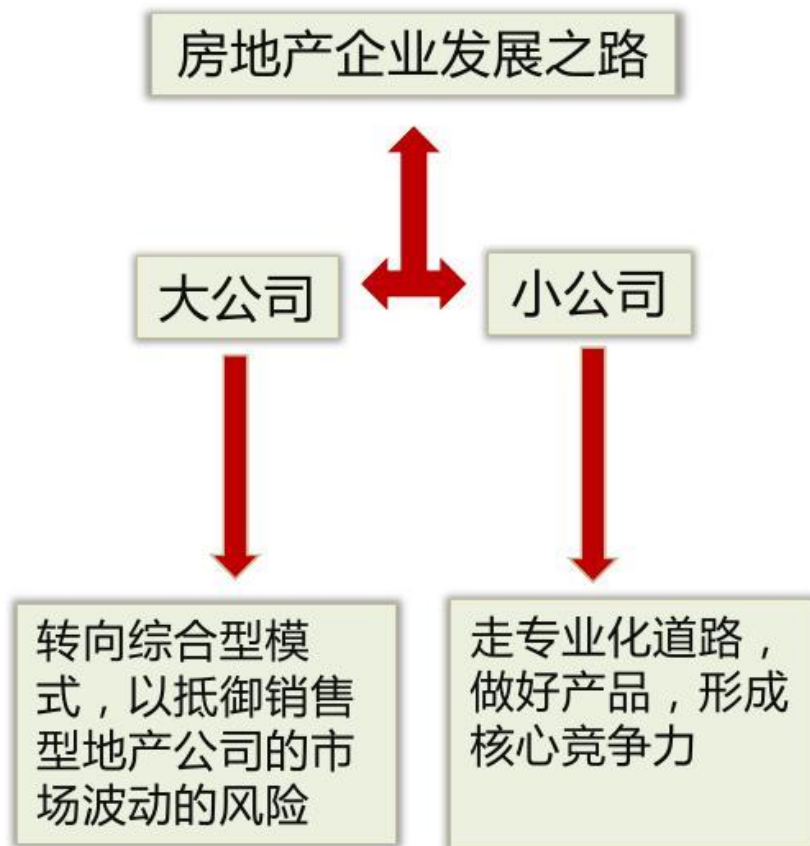 房地产企业发展之路
大公司
小公司
转向综合型模
式，以抵御销售
型地产公司的市
场波动的风险
走专业化道路，
做好产品，形成
核心竞争力